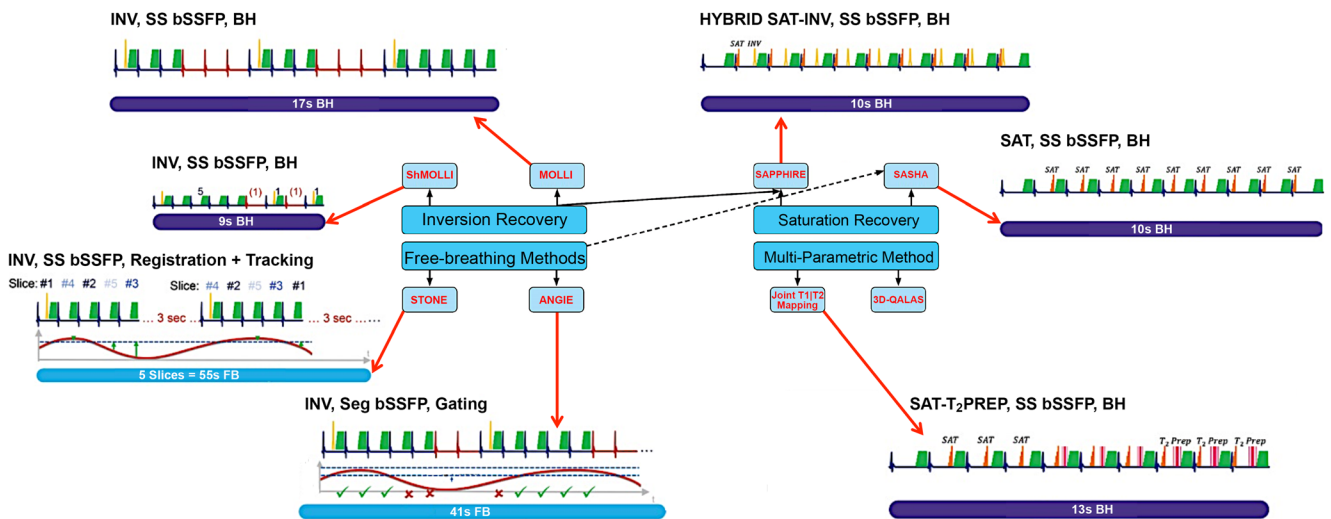 INV, SS bSSFP, BH
17s BH
HYBRID SAT-INV, SS bSSFP, BH
SAT INV
10s BH
INV, SS bSSFP, BH
5 (1) 1 (1) 1
9s BH
ShMOLLI
MOLLI
SAPPHIRE
SASHA
SAT, SS bSSFP, BH
SAT SAT SAT SAT SAT SAT SAT SAT SAT
10s BH
Inversion Recovery
Saturation Recovery
Free-breathing Methods
Multi-Parametric Method
STONE
ANGIE
Joint T1|T2
Mapping
3D-QALAS
INV, SS bSSFP, Registration + Tracking
Slice: #1 #4 #2 #5 #3
Slice: #4 #2 #5 #3 #1
... 3 sec ...
... 3 sec ......
t
5 Slices = 55s FB
INV, Seg bSSFP, Gating
...
t
41s FB
SAT-T₂PREP, SS bSSFP, BH
SAT SAT SAT
T₂ Prep T₂ Prep T₂ Prep
13s BH